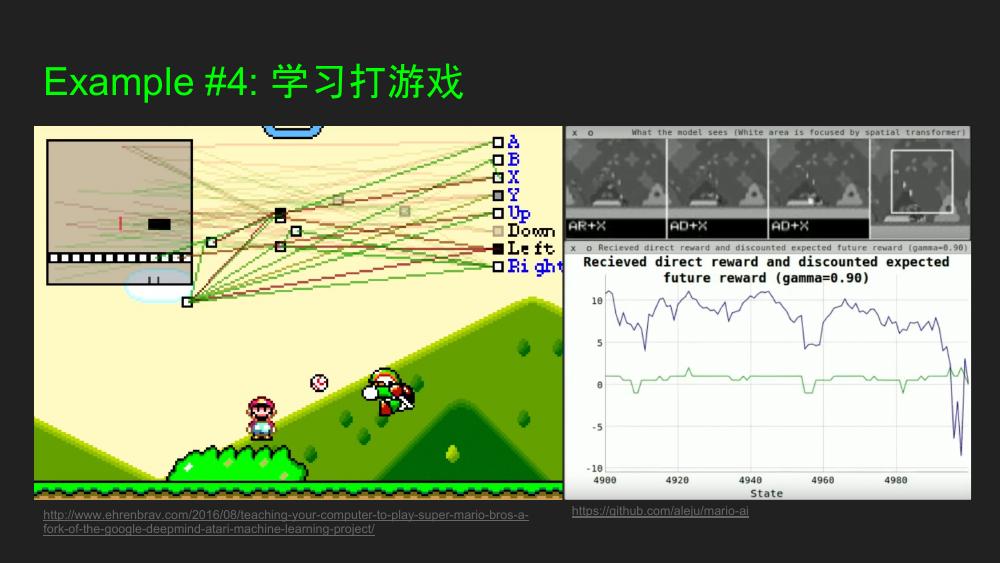 Example #4: 学习打游戏
A
B
X
Y
Up
Down
Left
Right
x o What the model sees (White area is focused by spatial transformer)
AR+X AD+X AD+X
x o Recieved direct reward and discounted expected future reward (gamma=0.90)
Recieved direct reward and discounted expected
future reward (gamma=0.90)
10
5
0
-5
-10
4900 4920 4940 4960 4980
State
http://www.ehrenbrav.com/2016/08/teaching-your-computer-to-play-super-mario-bros-a-
fork-of-the-google-deepmind-atari-machine-learning-project/
https://github.com/aleju/mario-ai